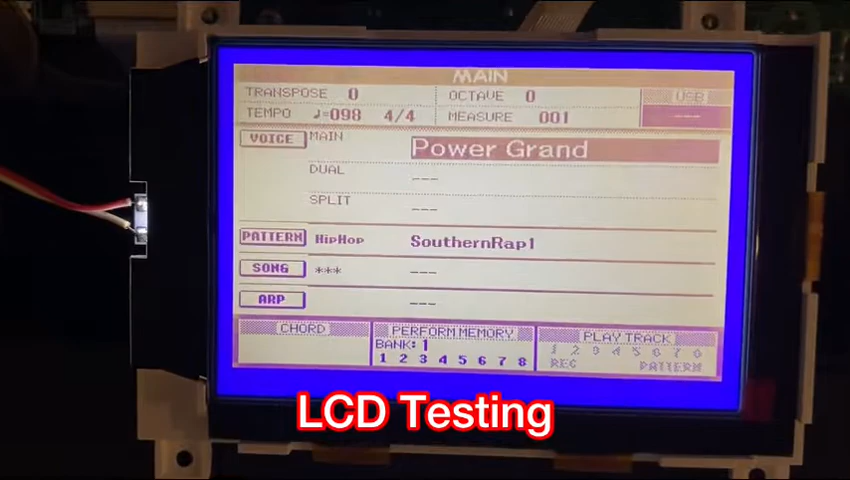 MAIN
TRANSPOSE 0 OCTAVE 0 USB
TEMPO ♩=098 4/4 MEASURE 001 ---
VOICE MAIN Power Grand
DUAL ---
SPLIT ---
PATTERN HipHop SouthernRap1
SONG *** ---
ARP ---
CHORD PERFORM MEMORY PLAY TRACK
BANK: 1 1 2 3 4 5 6 7 8
1 2 3 4 5 6 7 8 REC PATTERN
LCD Testing